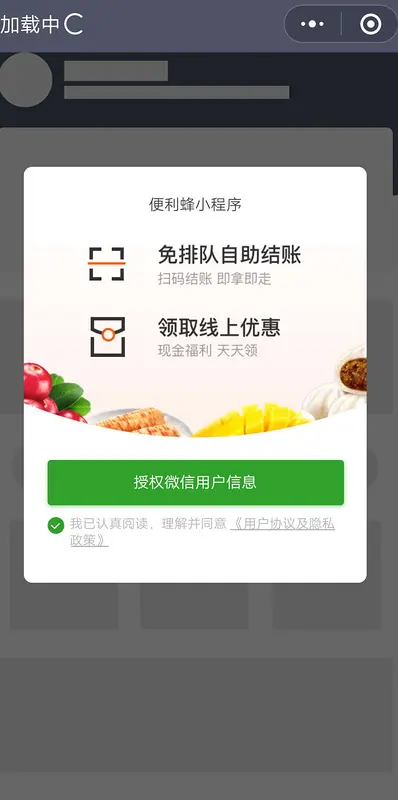 加载中
便利蜂小程序
免排队自助结账
扫码结账 即拿即走
领取线上优惠
现金福利 天天领
授权微信用户信息
我已认真阅读，理解并同意《用户协议及隐私
政策》